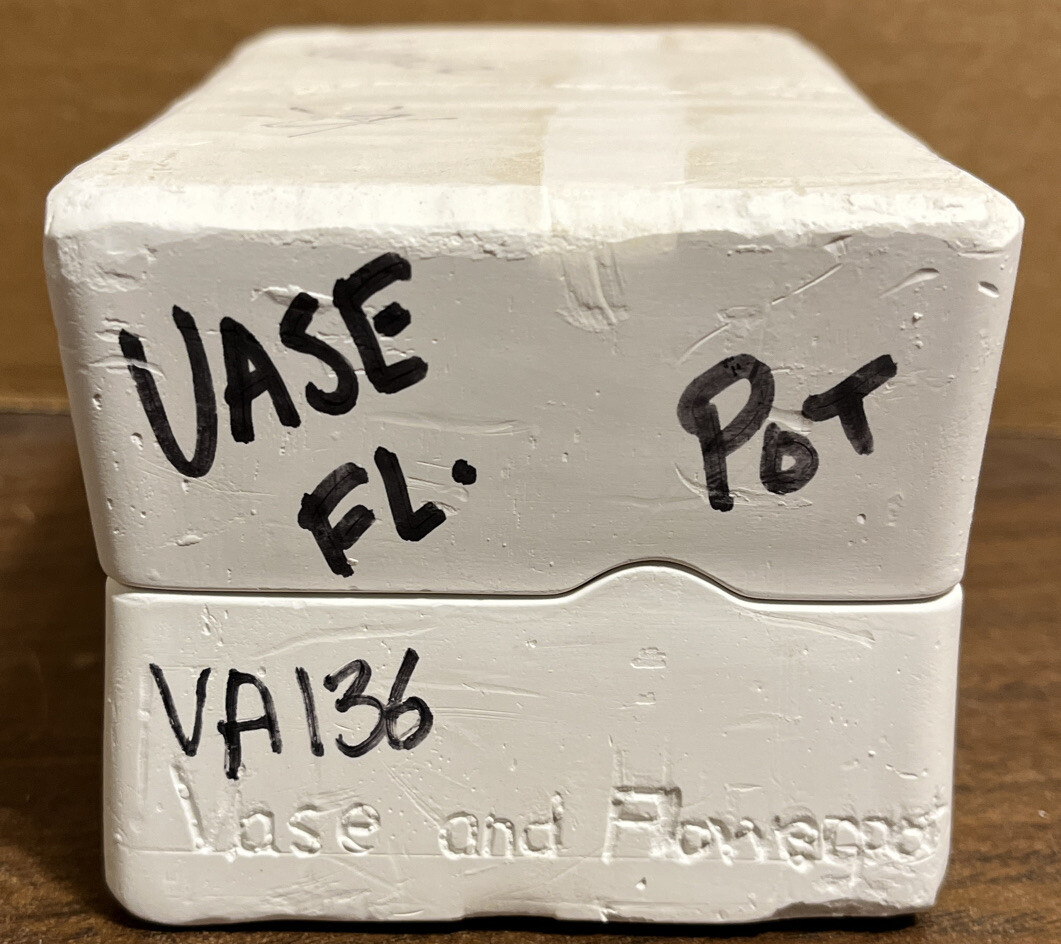 VASE
FL. POT
VA136
Vase and Flowerpot